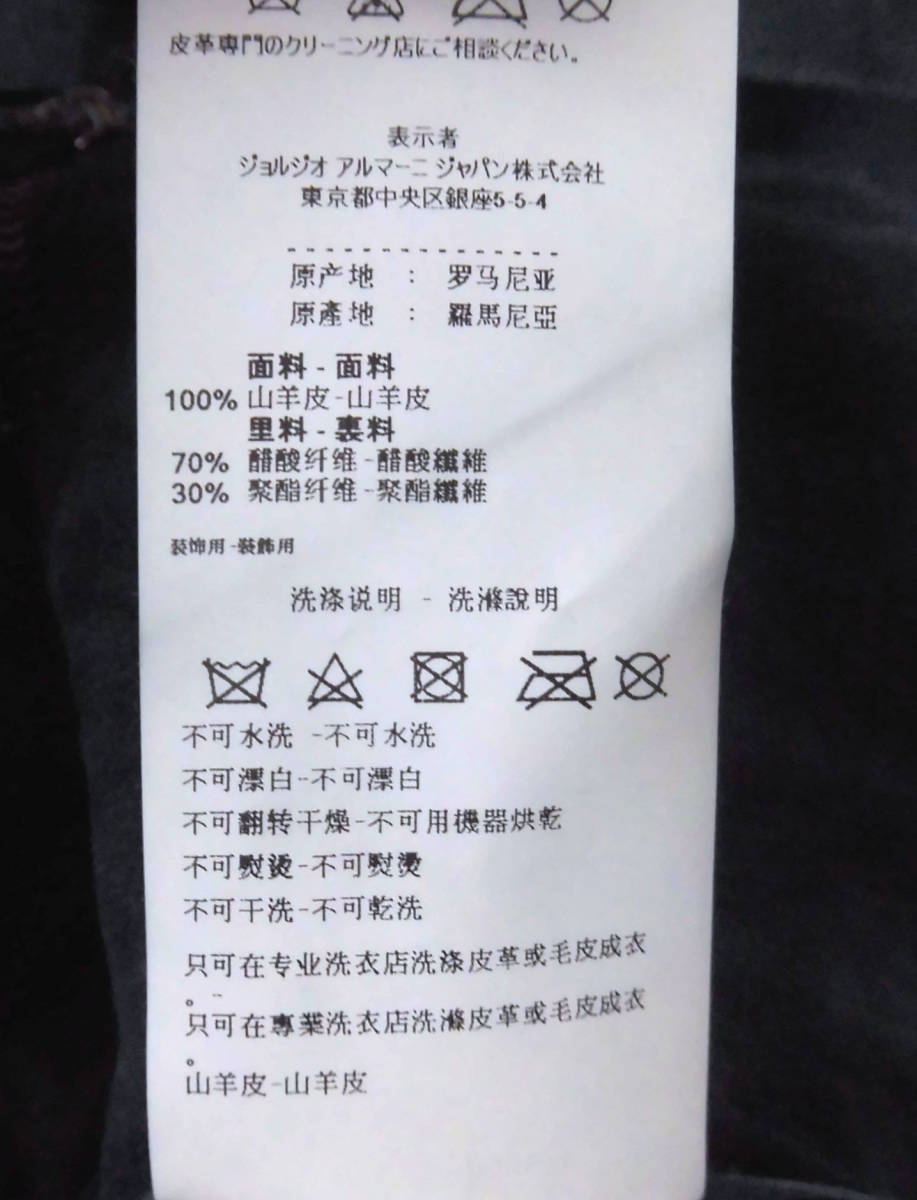 皮革専門のクリーニング店にご相談ください。
表示者
ジョルジオ アルマーニ ジャパン株式会社
東京都中央区銀座5-5-4
原产地 : 罗马尼亚
原產地 : 羅馬尼亞
面料 - 面料
100% 山羊皮-山羊皮
里料 - 裏料
70% 醋酸纤维-醋酸纖維
30% 聚酯纤维-聚酯纖維
装饰用-裝飾用
洗涤说明 - 洗滌說明
不可水洗 -不可水洗
不可漂白-不可漂白
不可翻转干燥-不可用機器烘乾
不可熨烫-不可熨燙
不可干洗-不可乾洗
只可在专业洗衣店洗涤皮革或毛皮成衣
。-
只可在專業洗衣店洗滌皮革或毛皮成衣
。
山羊皮-山羊皮